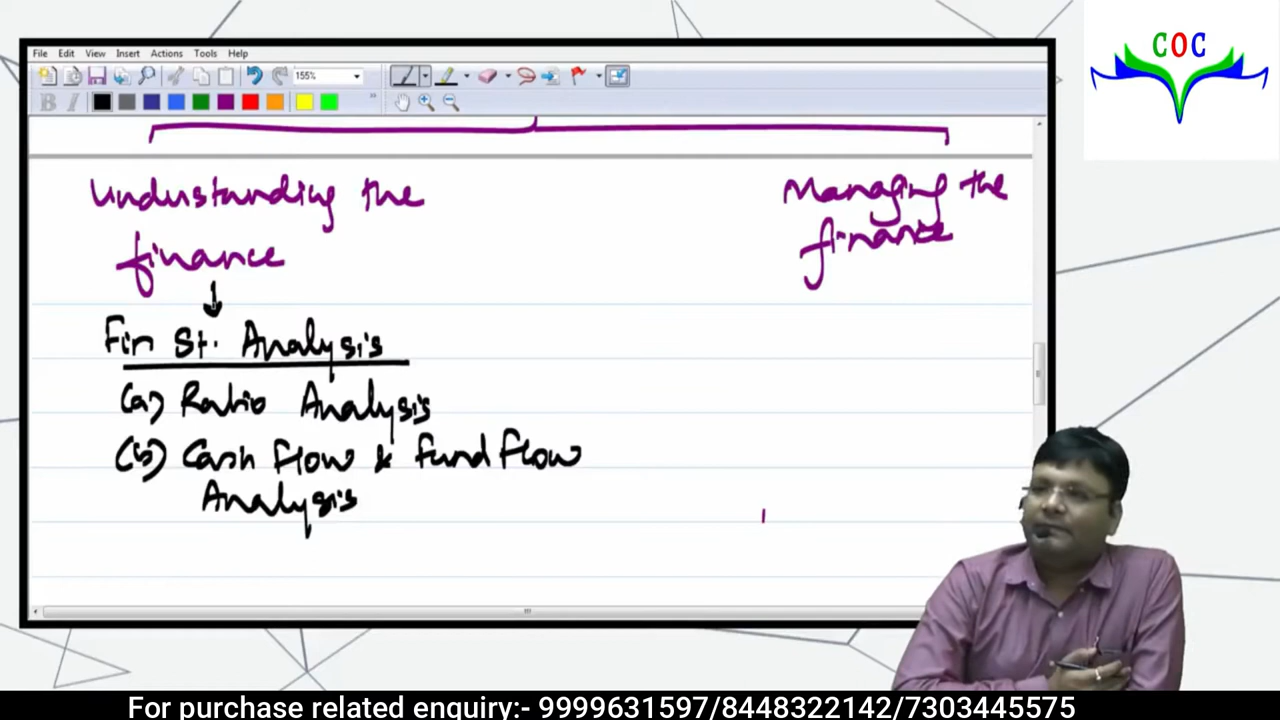 COC
File Edit View Insert Actions Tools Help
155%
B I
Understanding the
finance
Managing the
finance
Fin St. Analysis
(a) Ratio Analysis
(b) Cash flow & fund flow
Analysis
For purchase related enquiry:- 9999631597/8448322142/7303445575